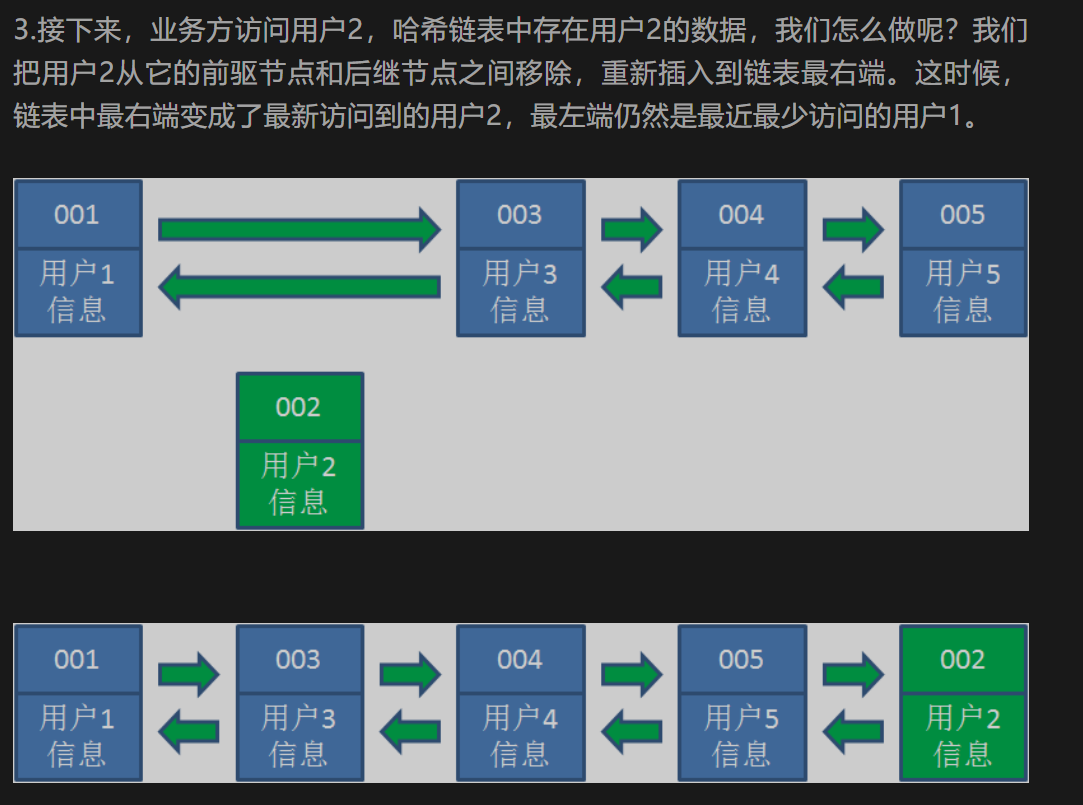 3.接下来，业务方访问用户2，哈希链表中存在用户2的数据，我们怎么做呢？我们
把用户2从它的前驱节点和后继节点之间移除，重新插入到链表最右端。这时候，
链表中最右端变成了最新访问到的用户2，最左端仍然是最近最少访问的用户1。
001
用户1
信息
003
用户3
信息
004
用户4
信息
005
用户5
信息
002
用户2
信息
001
用户1
信息
003
用户3
信息
004
用户4
信息
005
用户5
信息
002
用户2
信息